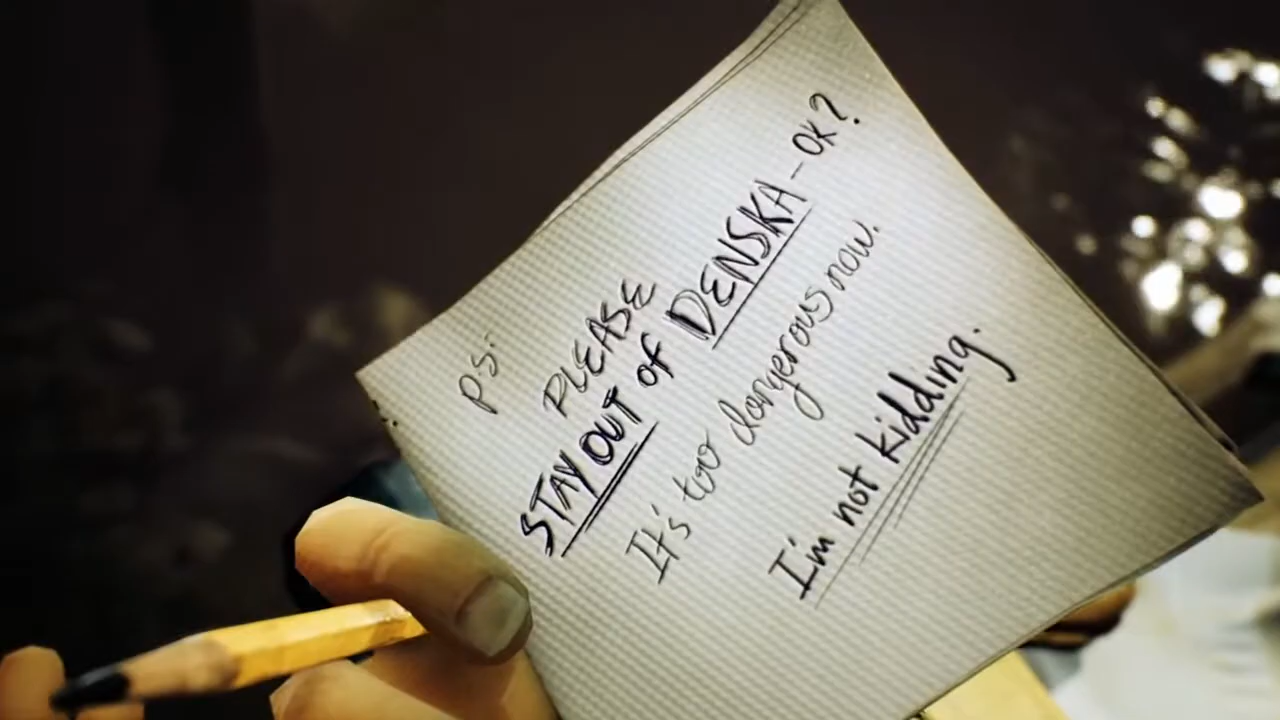 PS:
PLEASE
STAY OUT of DENSKA - OK?
It's too dangerous now.
I'm not kidding.